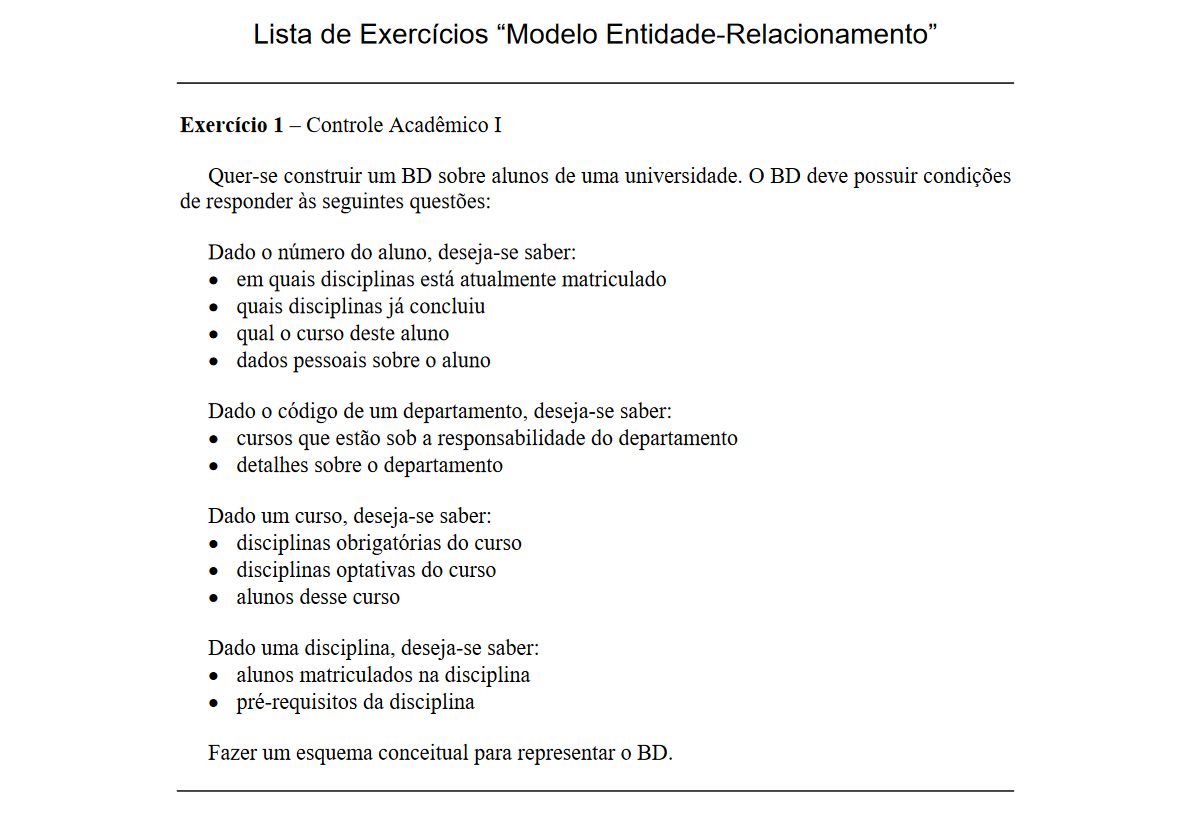 Lista de Exercícios “Modelo Entidade-Relacionamento”
Exercício 1 – Controle Acadêmico I
Quer-se construir um BD sobre alunos de uma universidade. O BD deve possuir condições
de responder às seguintes questões:
Dado o número do aluno, deseja-se saber:
• em quais disciplinas está atualmente matriculado
• quais disciplinas já concluiu
• qual o curso deste aluno
• dados pessoais sobre o aluno
Dado o código de um departamento, deseja-se saber:
• cursos que estão sob a responsabilidade do departamento
• detalhes sobre o departamento
Dado um curso, deseja-se saber:
• disciplinas obrigatórias do curso
• disciplinas optativas do curso
• alunos desse curso
Dado uma disciplina, deseja-se saber:
• alunos matriculados na disciplina
• pré-requisitos da disciplina
Fazer um esquema conceitual para representar o BD.